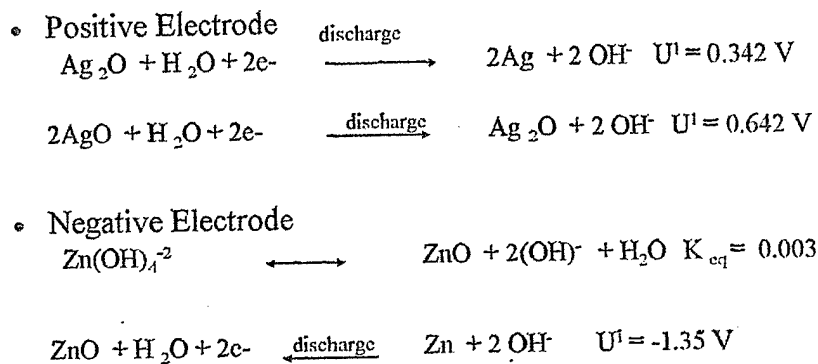 • Positive Electrode
Ag₂O + H₂O + 2e- discharge 2Ag + 2 OH⁻ U¹ = 0.342 V
2AgO + H₂O + 2e- discharge Ag₂O + 2 OH⁻ U¹ = 0.642 V
• Negative Electrode
Zn(OH)₄⁻² ⟷ ZnO + 2(OH)⁻ + H₂O K eq = 0.003
ZnO + H₂O + 2e- discharge Zn + 2 OH⁻ U¹ = -1.35 V